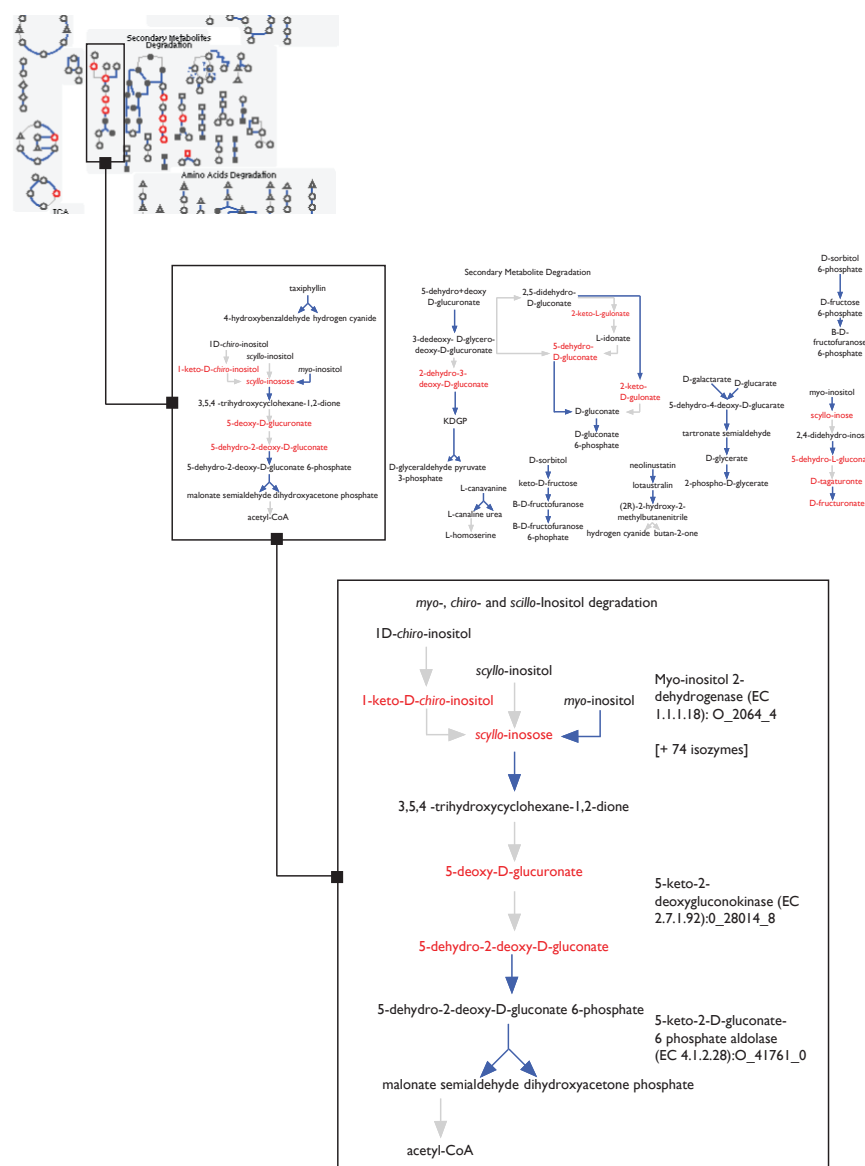 Secondary Metabolites
Degradation
Amino Acids Degradation
TCA
taxiphyllin
4-hydroxybenzaldehyde hydrogen cyanide
1D-chiro-inositol
scyllo-inositol
1-keto-D-chiro-inositol
myo-inositol
scyllo-inosose
3,5,4 -trihydroxycyclohexane-1,2-dione
5-deoxy-D-glucuronate
5-dehydro-2-deoxy-D-gluconate
5-dehydro-2-deoxy-D-gluconate 6-phosphate
malonate semialdehyde dihydroxyacetone phosphate
acetyl-CoA
Secondary Metabolite Degradation
5-dehydro+deoxy
D-glucuronate
3-dedeoxy- D-glycero-
deoxy-D-glucuronate
2-dehydro-3-
deoxy-D-gluconate
KDGP
D-glyceraldehyde pyruvate
3-phosphate
2,5-didehydro-
D-gluconate
2-keto-L-gulonate
L-idonate
5-dehydro-
D-gluconate
2-keto-
D-gulonate
D-gluconate
D-gluconate
6-phosphate
L-canavanine
L-canaline urea
L-homoserine
D-sorbitol
keto-D-fructose
B-D-fructofuranose
B-D-fructofuranose
6-phophate
neolinustatin
lotaustralin
(2R)-2-hydroxy-2-
methylbutanenitrile
hydrogen cyanide butan-2-one
D-galactarate
D-glucarate
5-dehydro-4-deoxy-D-glucarate
tartronate semialdehyde
D-glycerate
2-phospho-D-glycerate
D-sorbitol
6-phosphate
D-fructose
6-phosphate
B-D-
fructofuranose
6-phosphate
myo-inositol
scyllo-inose
2,4-didehydro-inos
5-dehydro-L-glucona
D-tagaturonte
D-fructuronate
myo-, chiro- and scillo-Inositol degradation
1D-chiro-inositol
scyllo-inositol
1-keto-D-chiro-inositol
myo-inositol
scyllo-inosose
Myo-inositol 2-
dehydrogenase (EC
1.1.1.18): O_2064_4
[+ 74 isozymes]
3,5,4 -trihydroxycyclohexane-1,2-dione
5-deoxy-D-glucuronate
5-keto-2-
deoxygluconokinase (EC
2.7.1.92):0_28014_8
5-dehydro-2-deoxy-D-gluconate
5-dehydro-2-deoxy-D-gluconate 6-phosphate
5-keto-2-D-gluconate-
6 phosphate aldolase
(EC 4.1.2.28):O_41761_0
malonate semialdehyde dihydroxyacetone phosphate
acetyl-CoA